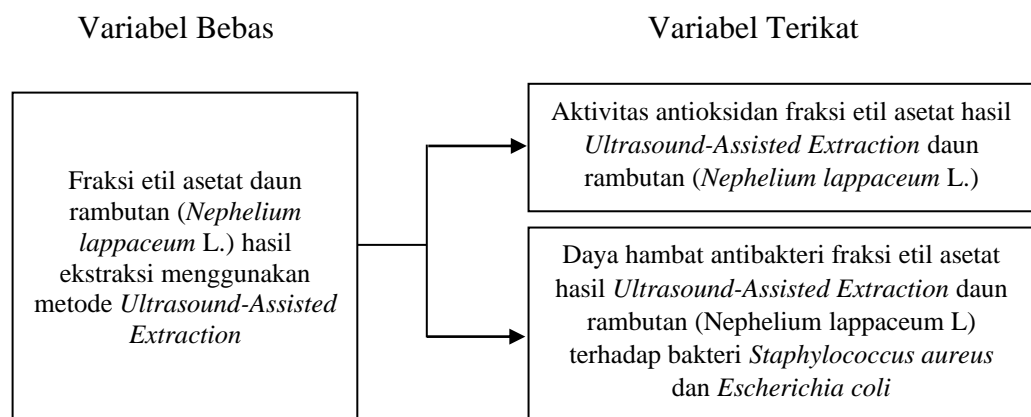 Variabel Bebas
Variabel Terikat
Fraksi etil asetat daun
rambutan (Nephelium
lappaceum L.) hasil
ekstraksi menggunakan
metode Ultrasound-Assisted
Extraction
Aktivitas antioksidan fraksi etil asetat hasil
Ultrasound-Assisted Extraction daun
rambutan (Nephelium lappaceum L.)
Daya hambat antibakteri fraksi etil asetat
hasil Ultrasound-Assisted Extraction daun
rambutan (Nephelium lappaceum L)
terhadap bakteri Staphylococcus aureus
dan Escherichia coli